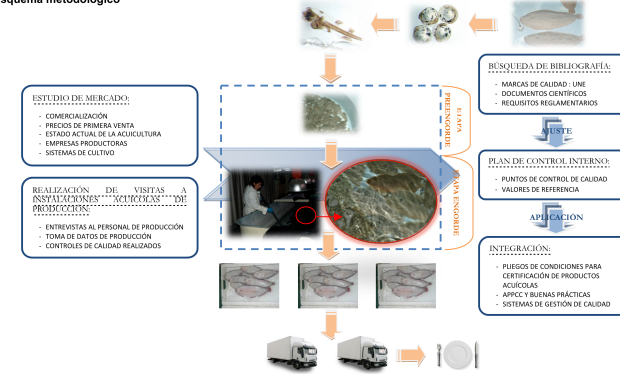 squema metodológico
ESTUDIO DE MERCADO:
- COMERCIALIZACIÓN
- PRECIOS DE PRIMERA VENTA
- ESTADO ACTUAL DE LA ACUICULTURA
- EMPRESAS PRODUCTORAS
- SISTEMAS DE CULTIVO
REALIZACIÓN DE VISITAS A
INSTALACIONES ACUÍCOLAS DE
PRODUCCIÓN:
- ENTREVISTAS AL PERSONAL DE PRODUCCIÓN
- TOMA DE DATOS DE PRODUCCIÓN
- CONTROLES DE CALIDAD REALIZADOS
ETAPA
PREENGORDE
ETAPA ENGORDE
BÚSQUEDA DE BIBLIOGRAFÍA:
- MARCAS DE CALIDAD : UNE
- DOCUMENTOS CIENTÍFICOS
- REQUISITOS REGLAMENTARIOS
AJUSTE
PLAN DE CONTROL INTERNO:
- PUNTOS DE CONTROL DE CALIDAD
- VALORES DE REFERENCIA
APLICACIÓN
INTEGRACIÓN:
- PLIEGOS DE CONDICIONES PARA
CERTIFICACIÓN DE PRODUCTOS
ACUÍCOLAS
- APPCC Y BUENAS PRÁCTICAS
- SISTEMAS DE GESTIÓN DE CALIDAD